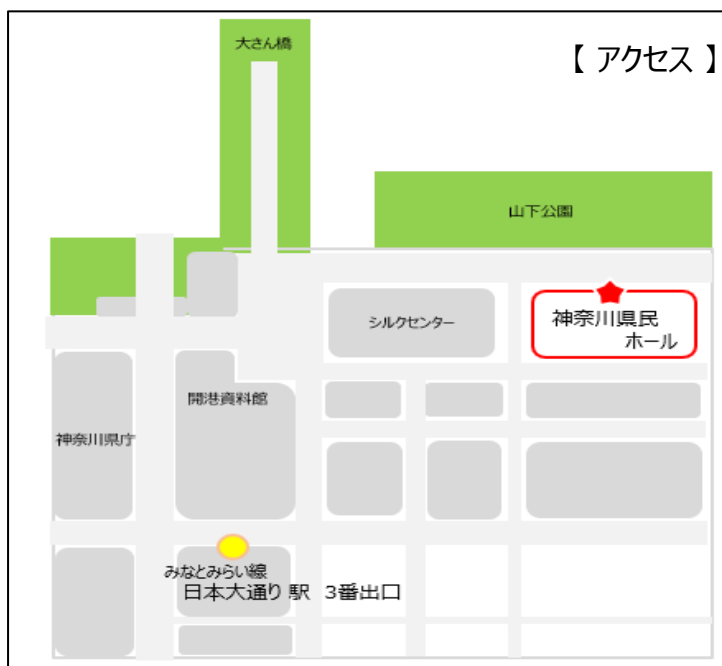 大さん橋
【 アクセス 】
山下公園
シルクセンター
神奈川県民
ホール
開港資料館
神奈川県庁
みなとみらい線
日本大通り 駅 3番出口